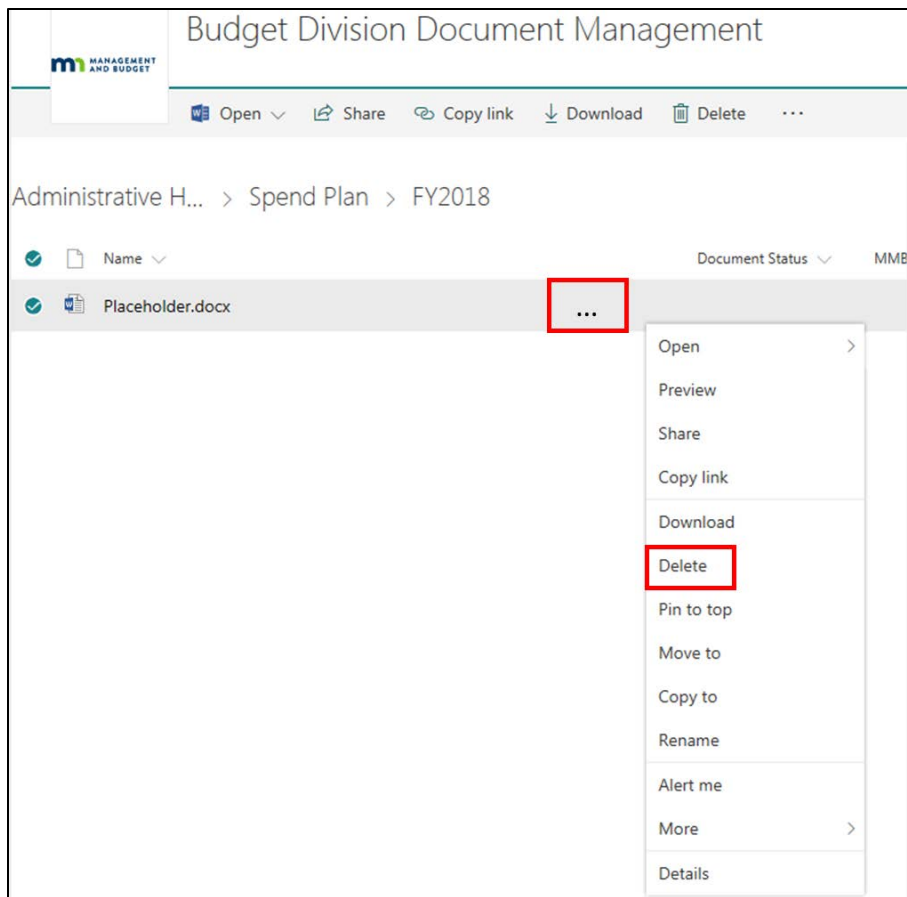 Budget Division Document Management
mn MANAGEMENT
AND BUDGET
Open Share Copy link Download Delete ...
Administrative H... > Spend Plan > FY2018
Name Document Status MMB
Placeholder.docx ...
Open >
Preview
Share
Copy link
Download
Delete
Pin to top
Move to
Copy to
Rename
Alert me
More >
Details